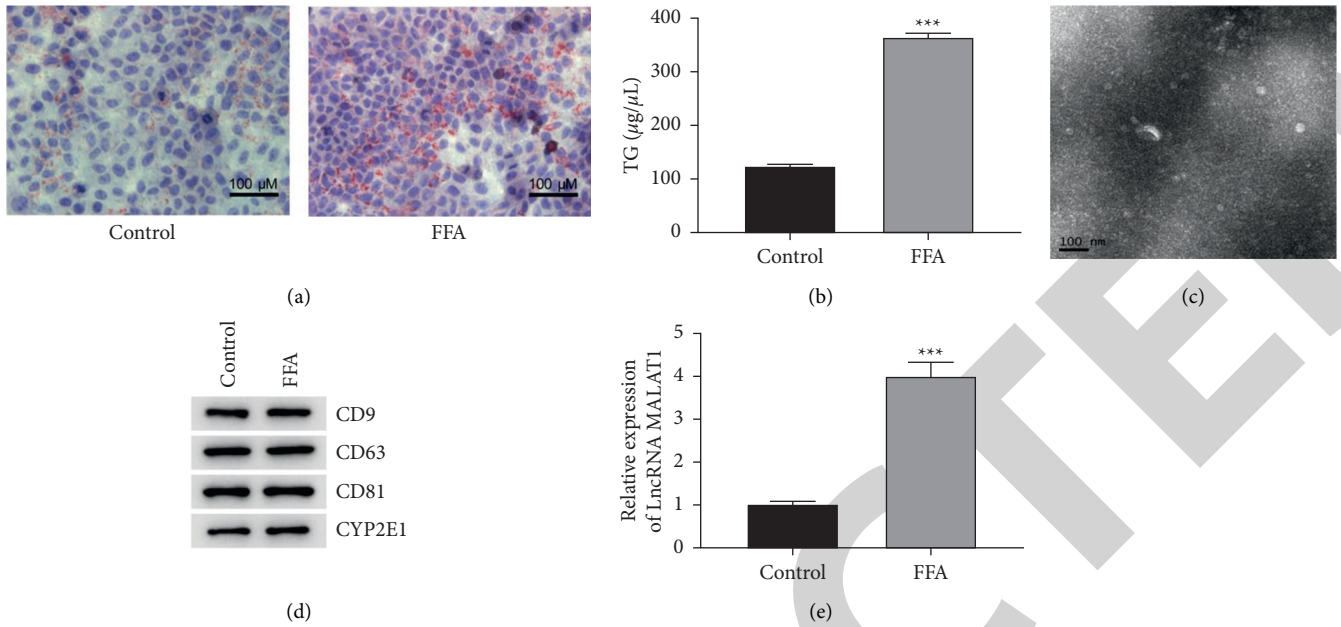 100 µM
Control
100 µM
FFA
(a)
TG (µg/µL)
400
300
200
100
0
***
Control
FFA
(b)
100 nm
(c)
Control
FFA
CD9
CD63
CD81
CYP2E1
(d)
Relative expression
of LncRNA MALAT1
5
4
3
2
1
0
***
Control
FFA
(e)
CTE